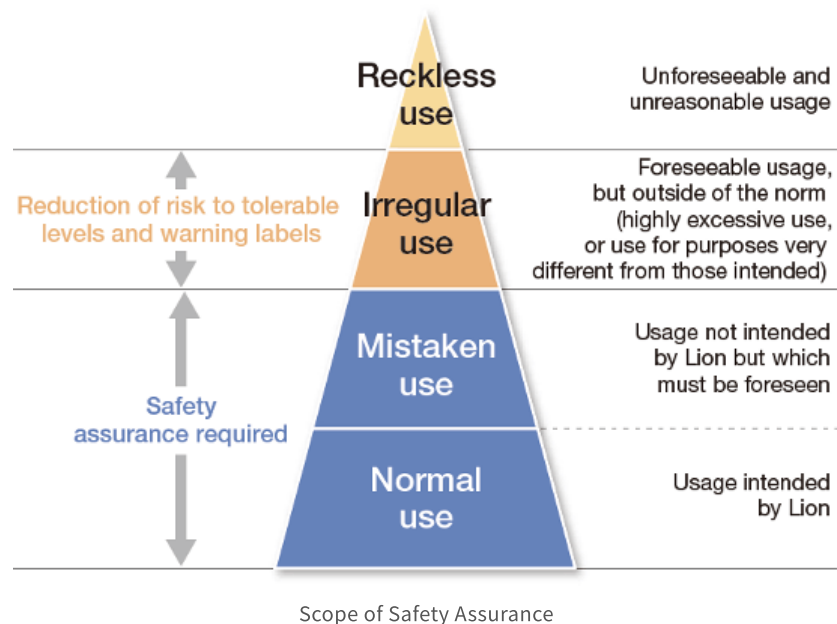 Reckless
use
Unforeseeable and
unreasonable usage
Reduction of risk to tolerable
levels and warning labels
Irregular
use
Foreseeable usage,
but outside of the norm
(highly excessive use,
or use for purposes very
different from those intended)
Safety
assurance required
Mistaken
use
Usage not intended
by Lion but which
must be foreseen
Normal
use
Usage intended
by Lion
Scope of Safety Assurance